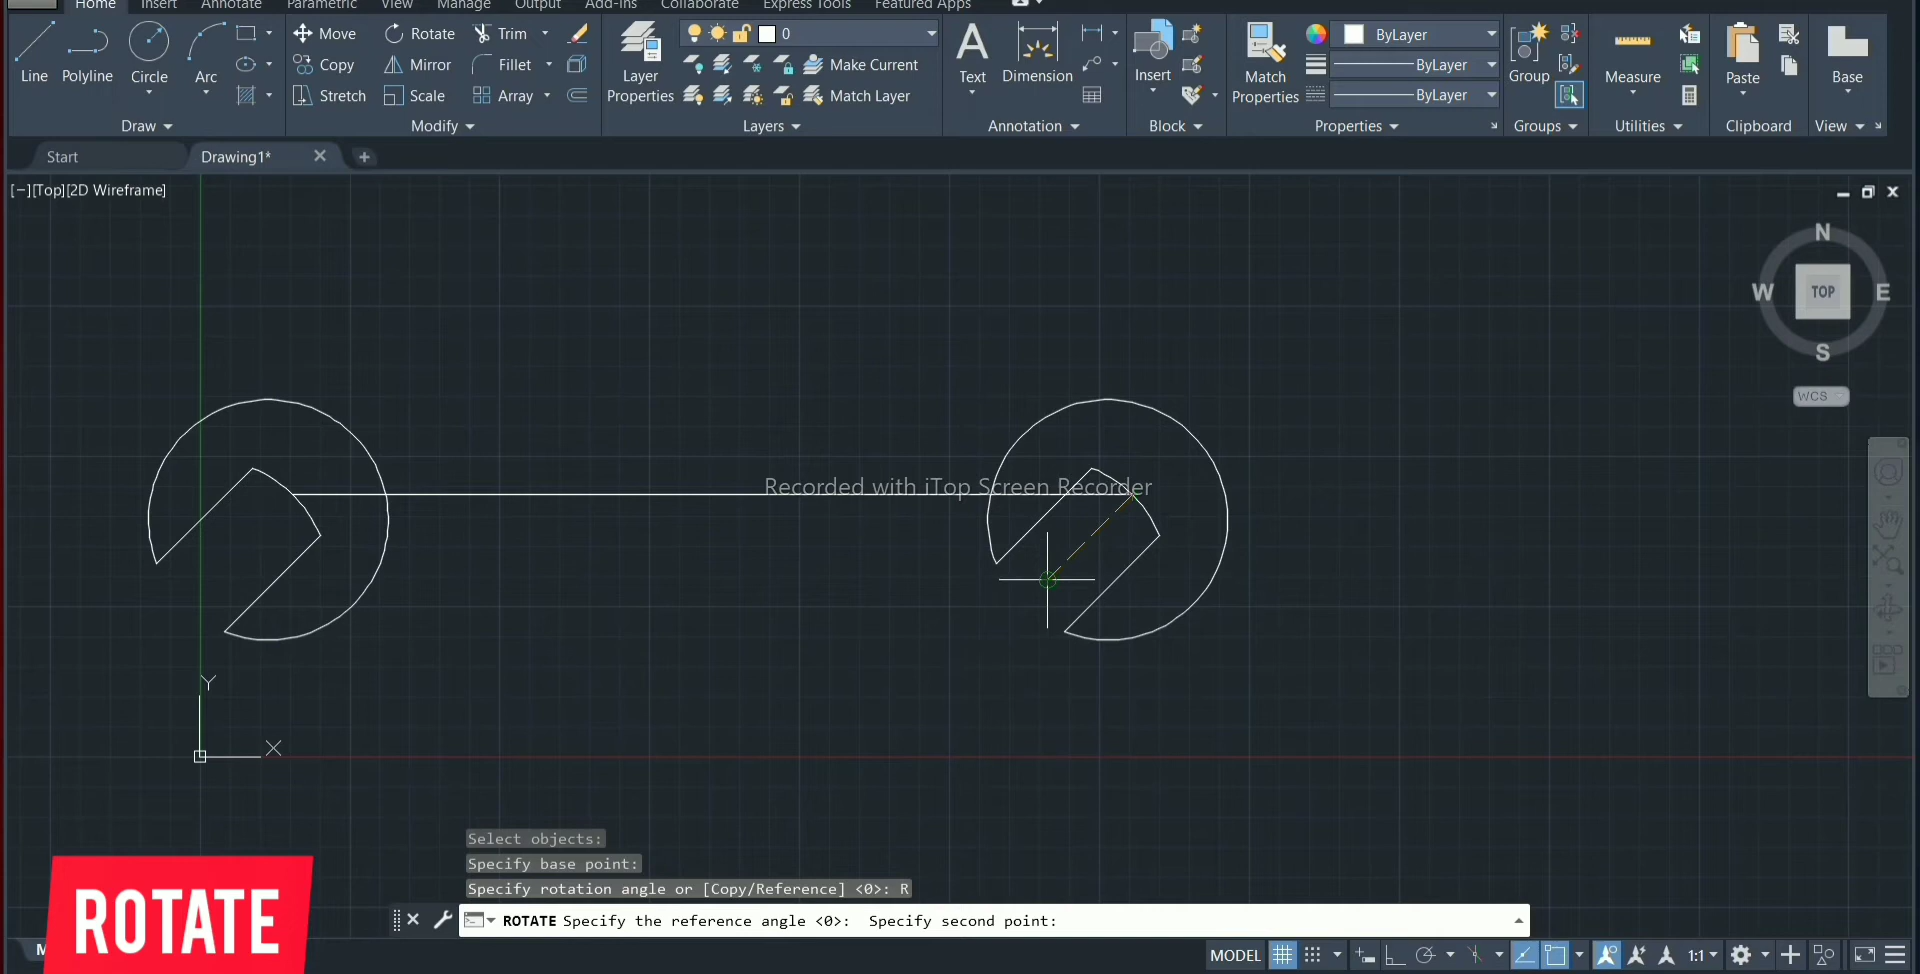 Home Insert Annotate Parametric View Manage Output Add-ins Collaborate Express Tools Featured Apps
Line Polyline Circle Arc
Move Rotate Trim
Copy Mirror Fillet
Stretch Scale Array
Layer Properties
0
Make Current
Match Layer
Text Dimension
Insert
Match Properties
ByLayer
ByLayer
ByLayer
Group
Measure
Paste
Base
Draw Modify Layers Annotation Block Properties Groups Utilities Clipboard View
Start Drawing1*
[−][Top][2D Wireframe]
N
W TOP E
S
WCS
Recorded with iTop Screen Recorder
Y
X
Select objects:
Specify base point:
Specify rotation angle or [Copy/Reference] <0>: R
ROTATE Specify the reference angle <0>: Specify second point:
ROTATE
M
MODEL 1:1